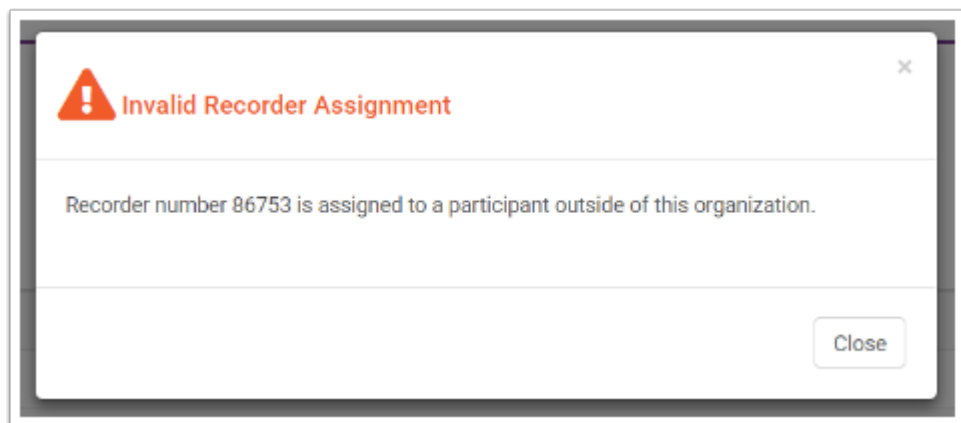 ×
Invalid Recorder Assignment
Recorder number 86753 is assigned to a participant outside of this organization.
Close